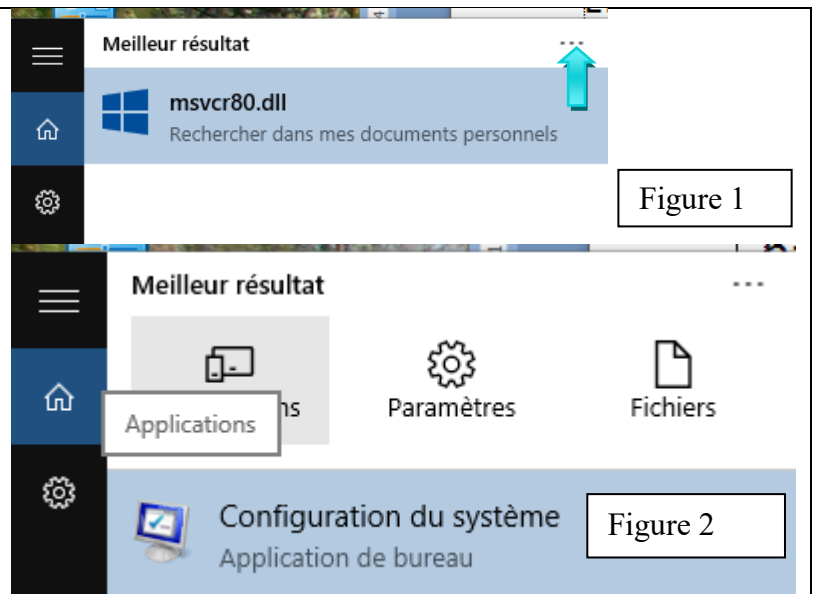 Meilleur résultat ...
msvcr80.dll
Rechercher dans mes documents personnels
Figure 1
Meilleur résultat ...
Applications
Paramètres
Fichiers
Configuration du système
Application de bureau
Figure 2